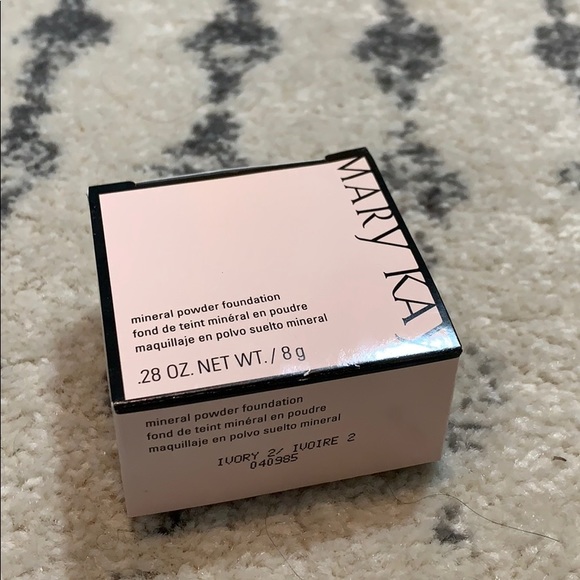 MARY KAY
mineral powder foundation
fond de teint minéral en poudre
maquillaje en polvo suelto mineral
.28 OZ. NET WT. / 8 g
mineral powder foundation
fond de teint minéral en poudre
maquillaje en polvo suelto mineral
IVORY 2/ IVOIRE 2
040985